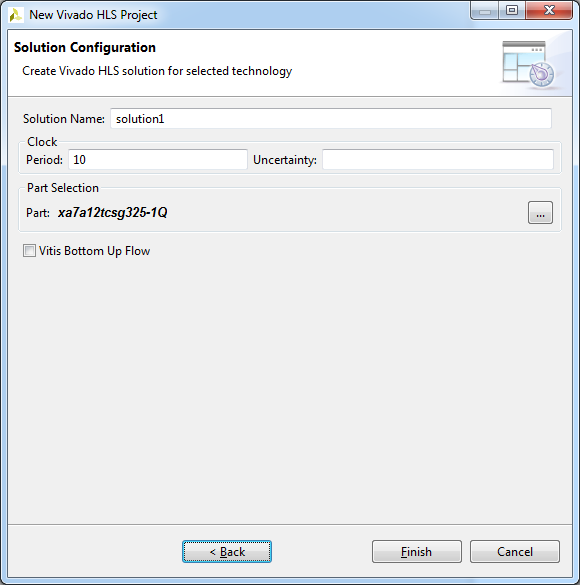 New Vivado HLS Project
Solution Configuration
Create Vivado HLS solution for selected technology
Solution Name: solution1
Clock
Period: 10 Uncertainty:
Part Selection
Part: xa7a12tcsg325-1Q ...
Vitis Bottom Up Flow
< Back Finish Cancel